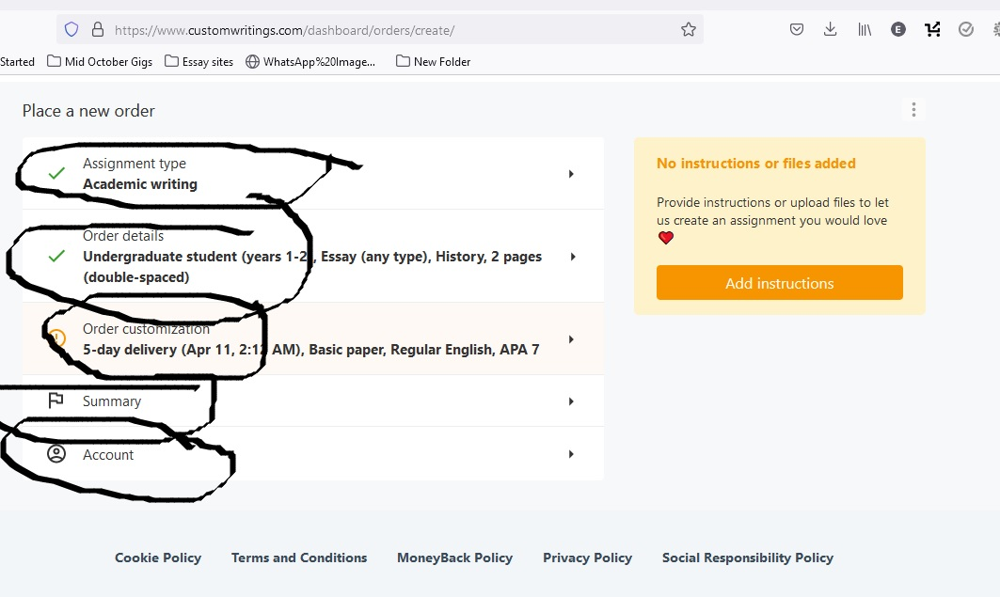 https://www.customwritings.com/dashboard/orders/create/
E
Started Mid October Gigs Essay sites WhatsApp%20Image... New Folder
Place a new order
Assignment type
Academic writing
Order details
Undergraduate student (years 1-2), Essay (any type), History, 2 pages
(double-spaced)
Order customization
5-day delivery (Apr 11, 2:12 AM), Basic paper, Regular English, APA 7
Summary
Account
No instructions or files added
Provide instructions or upload files to let
us create an assignment you would love
Add instructions
Cookie Policy Terms and Conditions MoneyBack Policy Privacy Policy Social Responsibility Policy